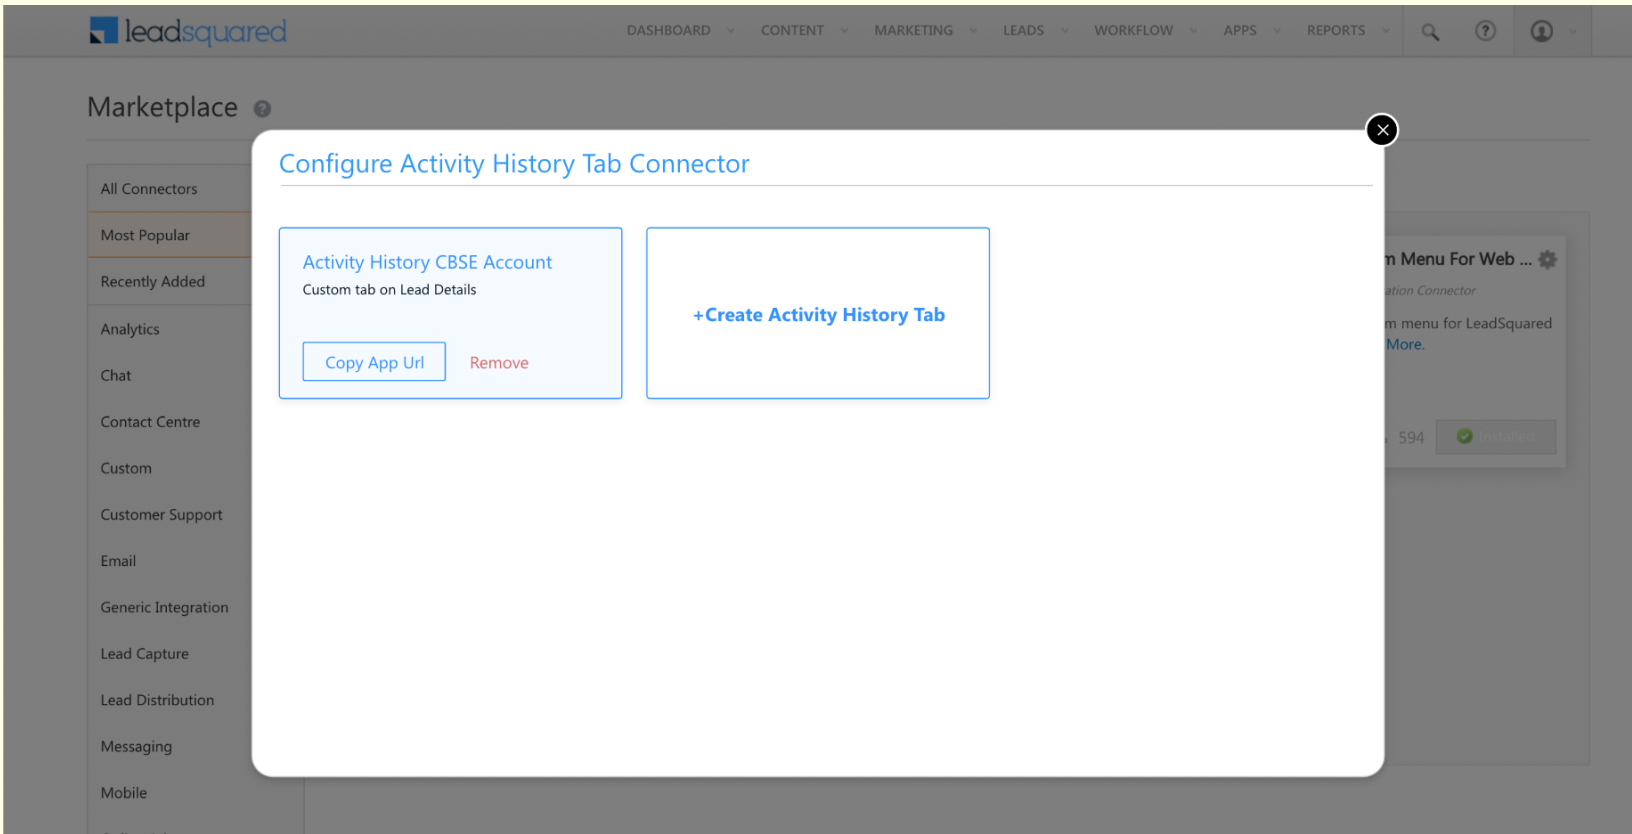 leadsquared
DASHBOARD CONTENT MARKETING LEADS WORKFLOW APPS REPORTS
Marketplace
Configure Activity History Tab Connector
All Connectors
Most Popular
Recently Added
Analytics
Chat
Contact Centre
Custom
Customer Support
Email
Generic Integration
Lead Capture
Lead Distribution
Messaging
Mobile
Activity History CBSE Account
Custom tab on Lead Details
Copy App Url Remove
+Create Activity History Tab
m Menu For Web ...
ation Connector
m menu for LeadSquared
More.
594 Installed